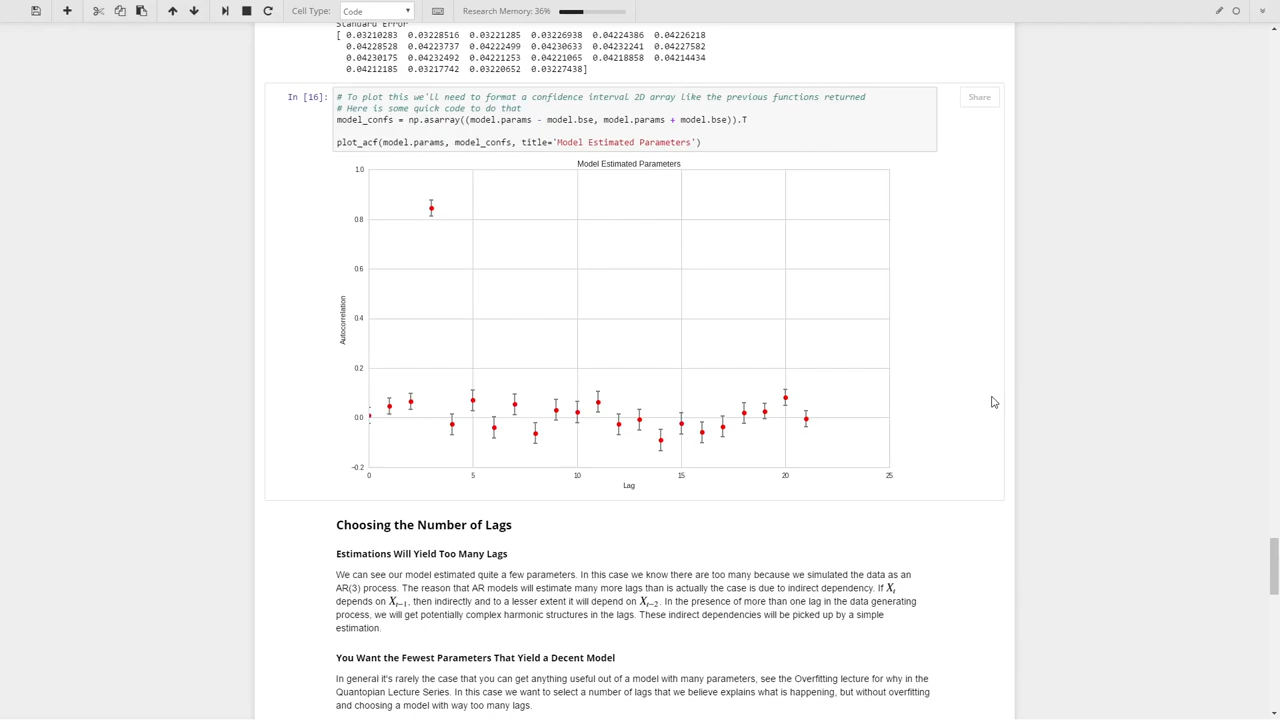 Cell Type: Code Research Memory: 36%
Standard Error
[ 0.03210283 0.03228516 0.03221285 0.03226938 0.04224386 0.04226218
0.04228528 0.04223737 0.04222499 0.04230633 0.04232241 0.04227582
0.04230175 0.04232492 0.04221253 0.04221065 0.04218858 0.04214434
0.04212185 0.03217742 0.03220652 0.03227438]
In [16]: # To plot this we'll need to format a confidence interval 2D array like the previous functions returned
Share
# Here is some quick code to do that
model_confs = np.asarray((model.params - model.bse, model.params + model.bse)).T
plot_acf(model.params, model_confs, title='Model Estimated Parameters')
Model Estimated Parameters
1.0
0.8
0.6
0.4
0.2
0.0
−0.2
Autocorrelation
0 5 10 15 20 25
Lag
Choosing the Number of Lags
Estimations Will Yield Too Many Lags
We can see our model estimated quite a few parameters. In this case we know there are too many because we simulated the data as an
AR(3) process. The reason that AR models will estimate many more lags than is actually the case is due to indirect dependency. If Xt
depends on Xt−1, then indirectly and to a lesser extent it will depend on Xt−2. In the presence of more than one lag in the data generating
process, we will get potentially complex harmonic structures in the lags. These indirect dependencies will be picked up by a simple
estimation.
You Want the Fewest Parameters That Yield a Decent Model
In general it's rarely the case that you can get anything useful out of a model with many parameters, see the Overfitting lecture for why in the
Quantopian Lecture Series. In this case we want to select a number of lags that we believe explains what is happening, but without overfitting
and choosing a model with way too many lags.